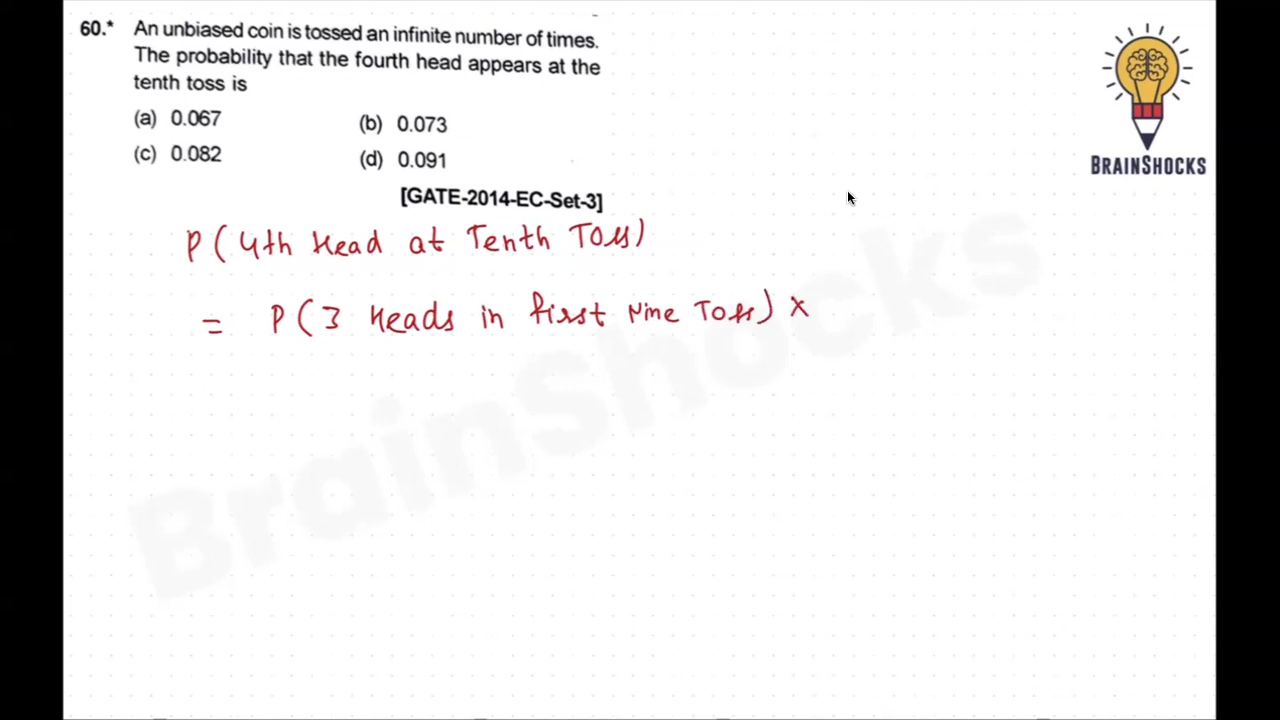 60.* An unbiased coin is tossed an infinite number of times.
The probability that the fourth head appears at the
tenth toss is
(a) 0.067 (b) 0.073
(c) 0.082 (d) 0.091
[GATE-2014-EC-Set-3]
P(4th Head at Tenth Toss)
= P(3 Heads in first Nine Toss) x
BRAINSHOCKS
BrainShocks